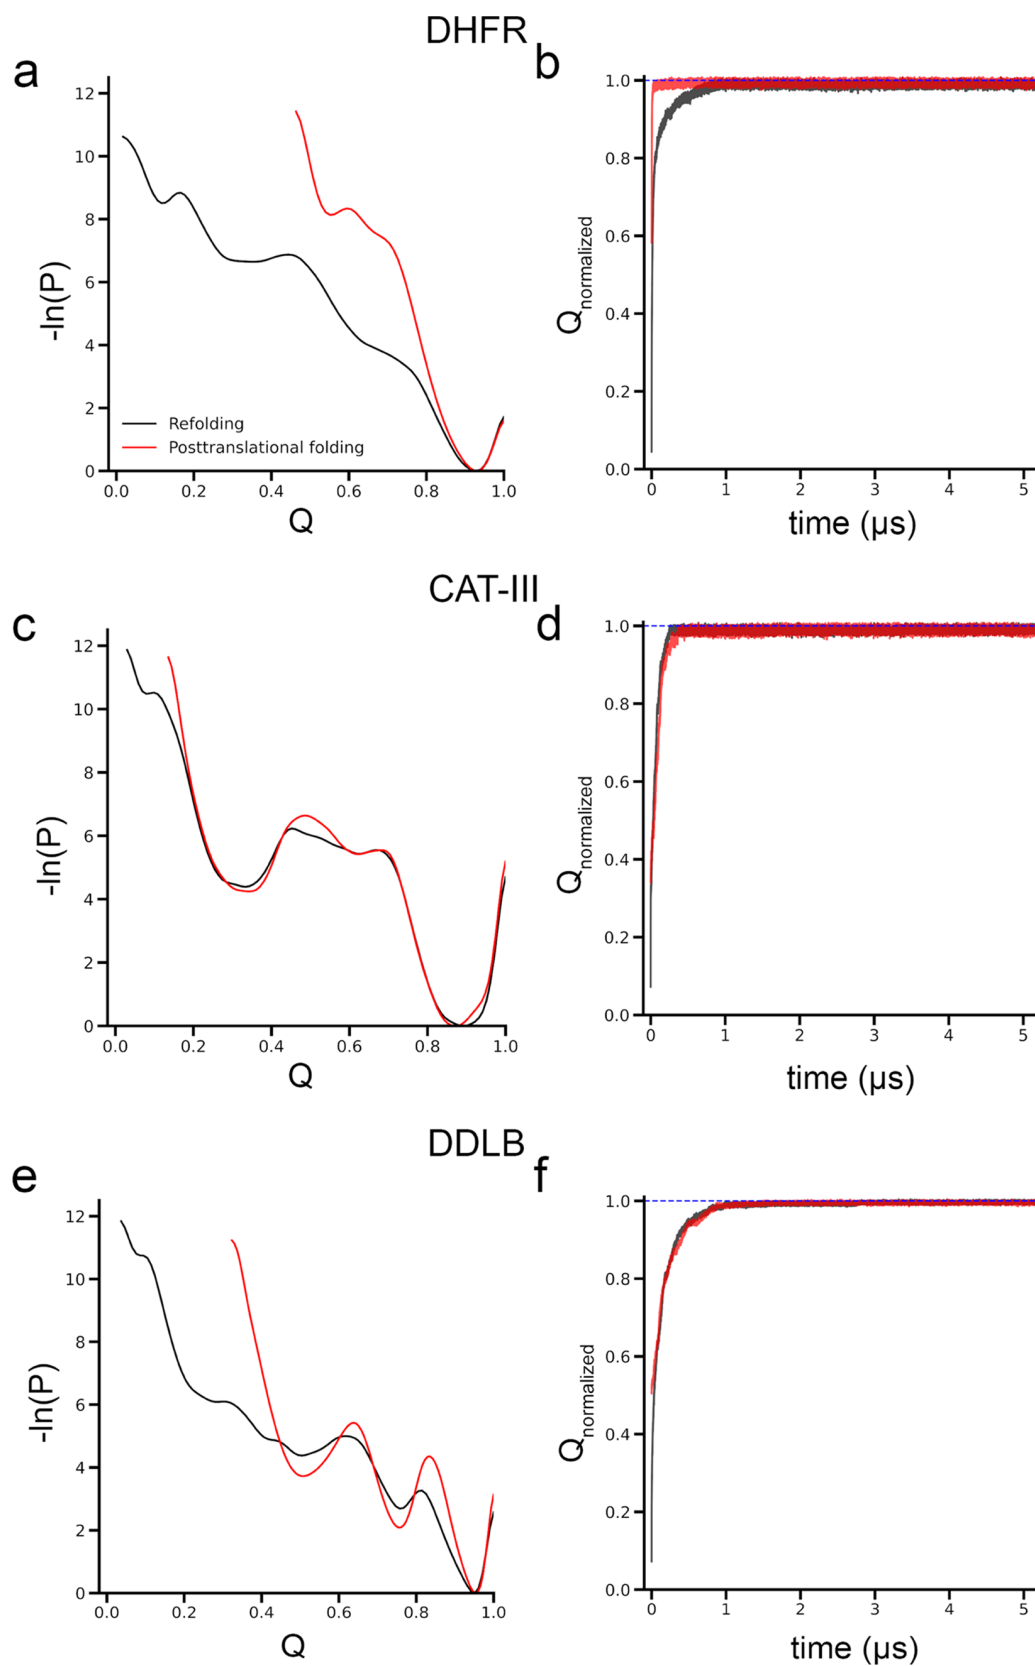 DHFR
a
12
10
8
6
4
2
0
-ln(P)
Refolding
Posttranslational folding
0.0 0.2 0.4 0.6 0.8 1.0
Q
b
1.0
0.8
0.6
0.4
0.2
0.0
Qnormalized
0 1 2 3 4 5
time (μs)
CAT-III
c
12
10
8
6
4
2
0
-ln(P)
0.0 0.2 0.4 0.6 0.8 1.0
Q
d
1.0
0.8
0.6
0.4
0.2
0.0
Qnormalized
0 1 2 3 4 5
time (μs)
DDLB
e
12
10
8
6
4
2
0
-ln(P)
0.0 0.2 0.4 0.6 0.8 1.0
Q
f
1.0
0.8
0.6
0.4
0.2
0.0
Qnormalized
0 1 2 3 4 5
time (μs)